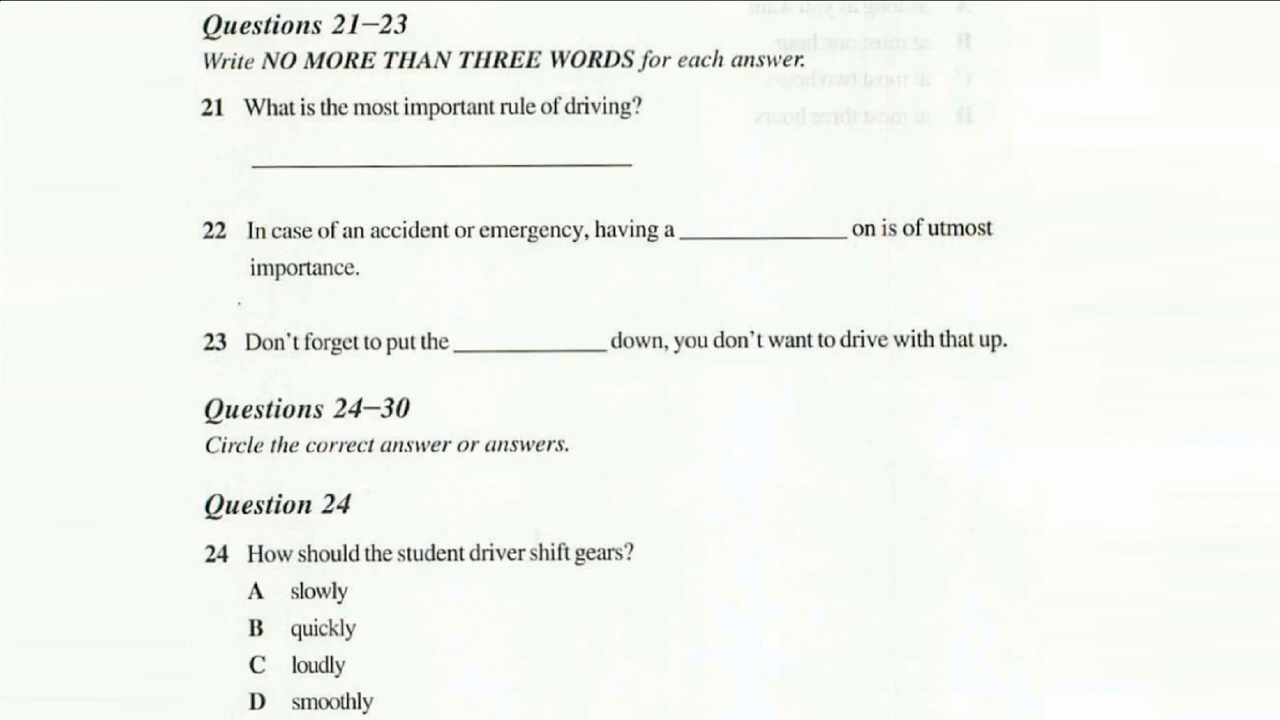 Questions 21–23
Write NO MORE THAN THREE WORDS for each answer.
21 What is the most important rule of driving?
22 In case of an accident or emergency, having a ____________ on is of utmost
importance.
23 Don't forget to put the ____________ down, you don't want to drive with that up.
Questions 24–30
Circle the correct answer or answers.
Question 24
24 How should the student driver shift gears?
A slowly
B quickly
C loudly
D smoothly